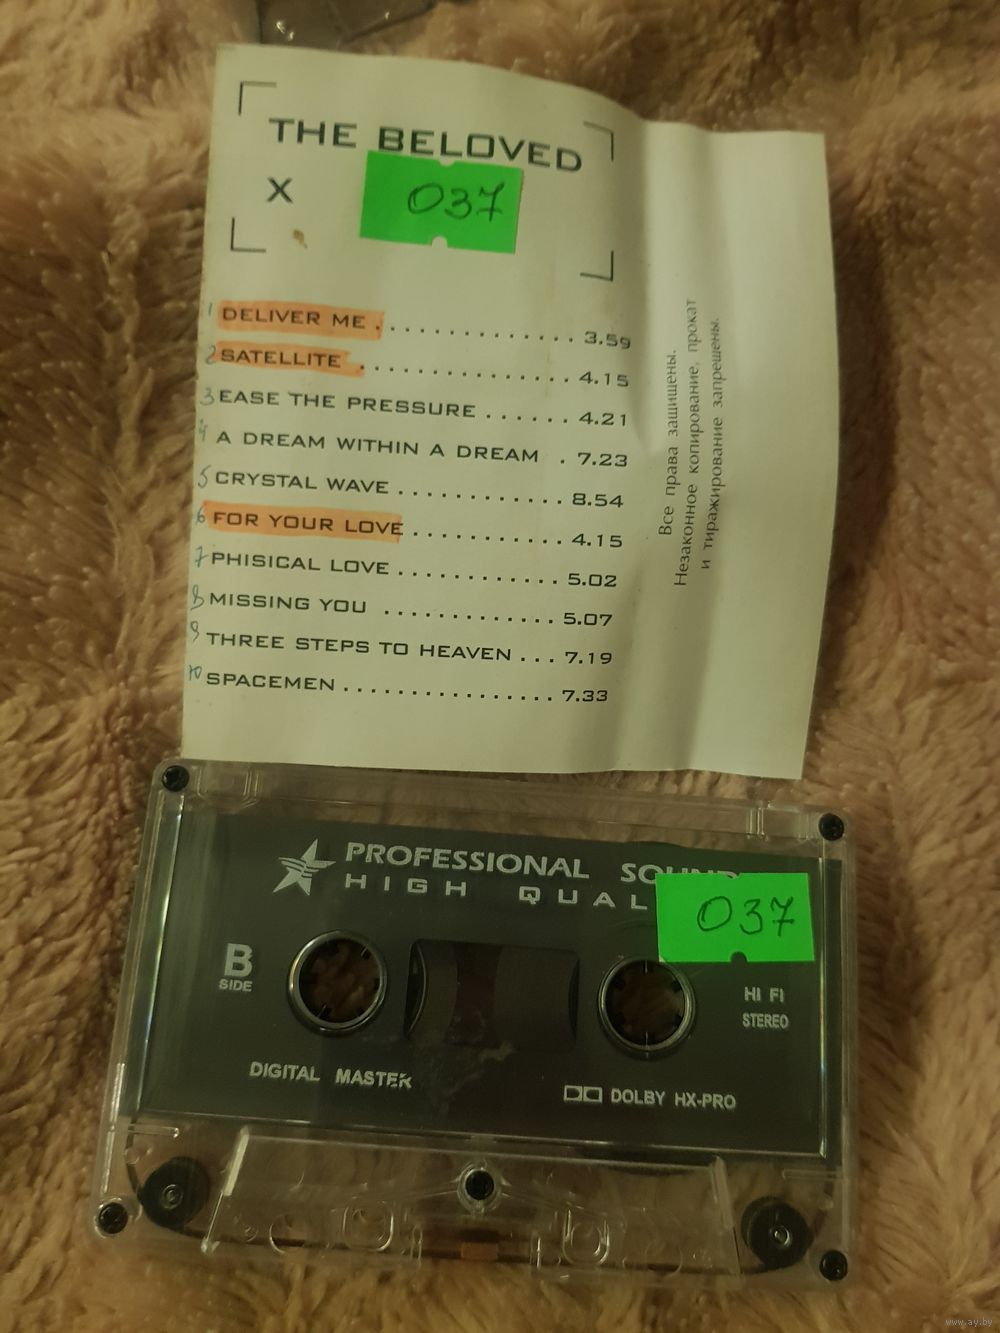 THE BELOVED
X
037
1 DELIVER ME . . . . . . . . . . . . . . . 3.59
2 SATELLITE . . . . . . . . . . . . . . . . 4.15
3 EASE THE PRESSURE . . . . . . 4.21
4 A DREAM WITHIN A DREAM . 7.23
5 CRYSTAL WAVE . . . . . . . . . . . . 8.54
6 FOR YOUR LOVE . . . . . . . . . . . 4.15
7 PHISICAL LOVE . . . . . . . . . . . . 5.02
8 MISSING YOU . . . . . . . . . . . . . 5.07
9 THREE STEPS TO HEAVEN . . . 7.19
10 SPACEMEN . . . . . . . . . . . . . . . . 7.33
Все права защищены.
Незаконное копирование, прокат
и тиражирование запрещены.
PROFESSIONAL SOUND
HIGH QUAL
037
B
SIDE
HI FI
STEREO
DIGITAL MASTER
DOLBY HX-PRO
www.ay.by